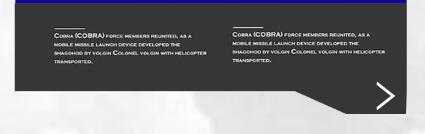 Cobra (COBRA) force members reunited, as a
mobile missile launch device developed the
shagohod by volgin Colonel volgin with helicopter
transported.
Cobra (COBRA) force members reunited, as a
mobile missile launch device developed the
shagohod by volgin Colonel volgin with helicopter
transported.